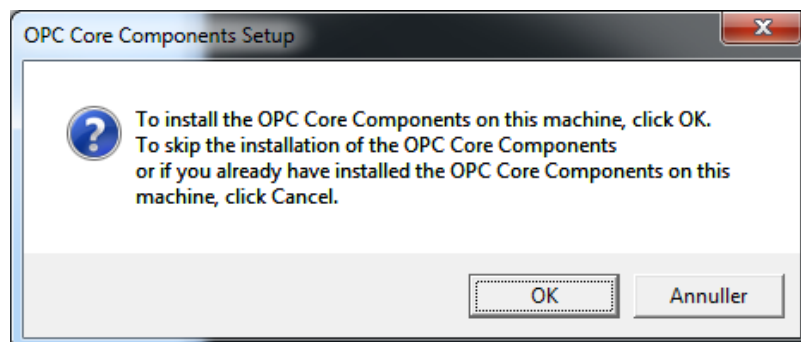 OPC Core Components Setup
To install the OPC Core Components on this machine, click OK.
To skip the installation of the OPC Core Components
or if you already have installed the OPC Core Components on this
machine, click Cancel.
OK
Annuller